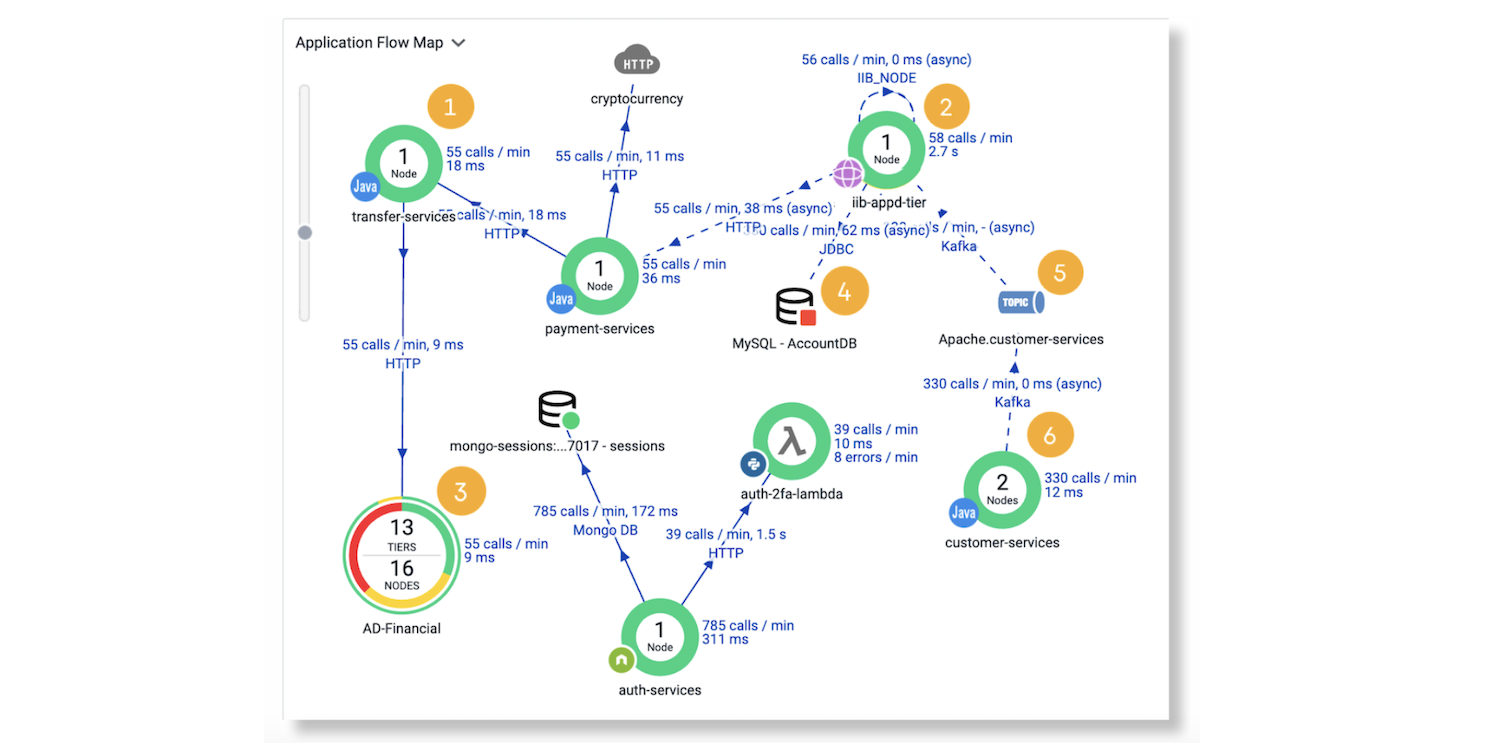 Application Flow Map
HTTP
cryptocurrency
56 calls / min, 0 ms (async)
IIB_NODE
1
2
1
Node
Java
55 calls / min
18 ms
transfer-services
55 calls / min, 11 ms
HTTP
1
Node
58 calls / min
2.7 s
iib-appd-tier
calls / min, 18 ms
HTTP
55 calls / min, 38 ms (async)
HTTP
calls / min, 62 ms (async)
JDBC
/ min, - (async)
Kafka
1
Node
Java
55 calls / min
36 ms
payment-services
4
MySQL - AccountDB
5
TOPIC
Apache.customer-services
55 calls / min, 9 ms
HTTP
330 calls / min, 0 ms (async)
Kafka
mongo-sessions:...7017 - sessions
39 calls / min
10 ms
8 errors / min
auth-2fa-lambda
6
2
Nodes
Java
330 calls / min
12 ms
customer-services
3
13
TIERS
16
NODES
55 calls / min
9 ms
AD-Financial
785 calls / min, 172 ms
Mongo DB
39 calls / min, 1.5 s
HTTP
1
Node
785 calls / min
311 ms
auth-services